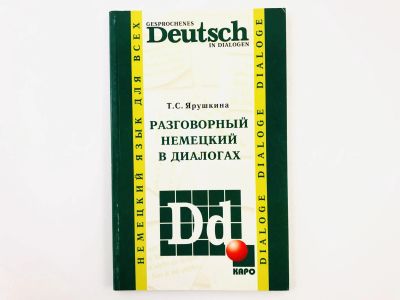 GESPROCHENES
Deutsch
IN DIALOGEN
Т.С. Ярушкина
РАЗГОВОРНЫЙ
НЕМЕЦКИЙ
В ДИАЛОГАХ
Dd
КАРО
НЕМЕЦКИЙ ЯЗЫК ДЛЯ ВСЕХ
DIALOGE DIALOGE DIALOGE